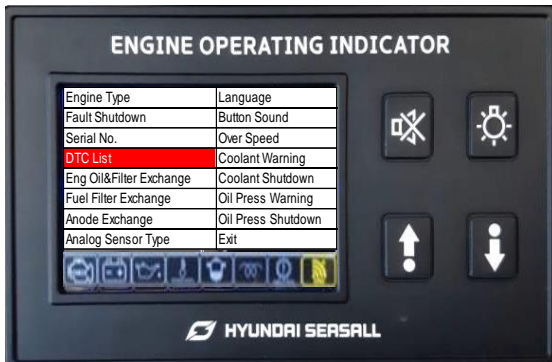 ENGINE OPERATING INDICATOR
Engine Type Language
Fault Shutdown Button Sound
Serial No. Over Speed
DTC List Coolant Warning
Eng Oil&Filter Exchange Coolant Shutdown
Fuel Filter Exchange Oil Press Warning
Anode Exchange Oil Press Shutdown
Analog Sensor Type Exit
HYUNDAI SEASALL